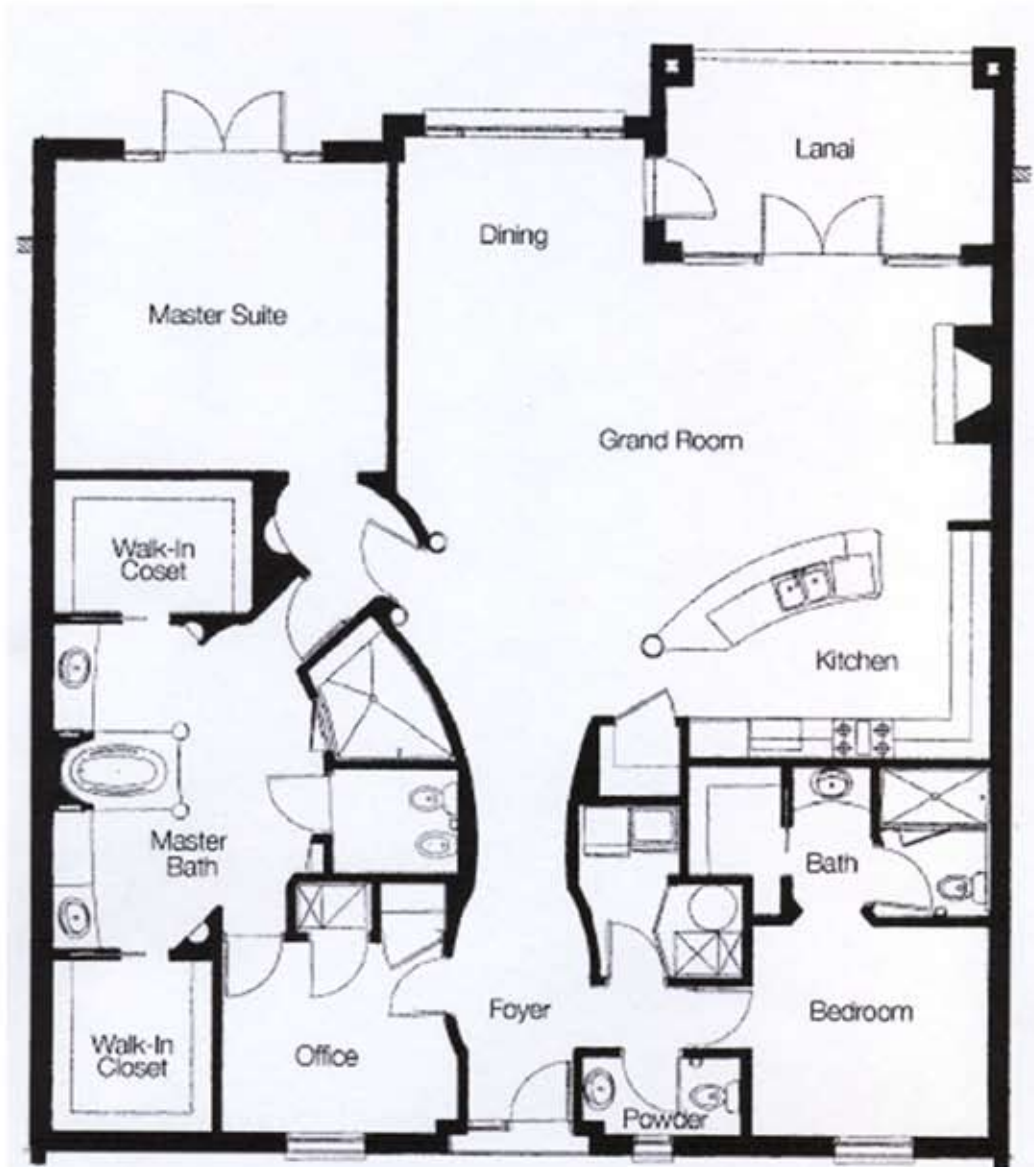 Lanai
Dining
Master Suite
Grand Room
Walk-In
Coset
Kitchen
Master
Bath
Bath
Foyer
Bedroom
Office
Walk-In
Closet
Powder